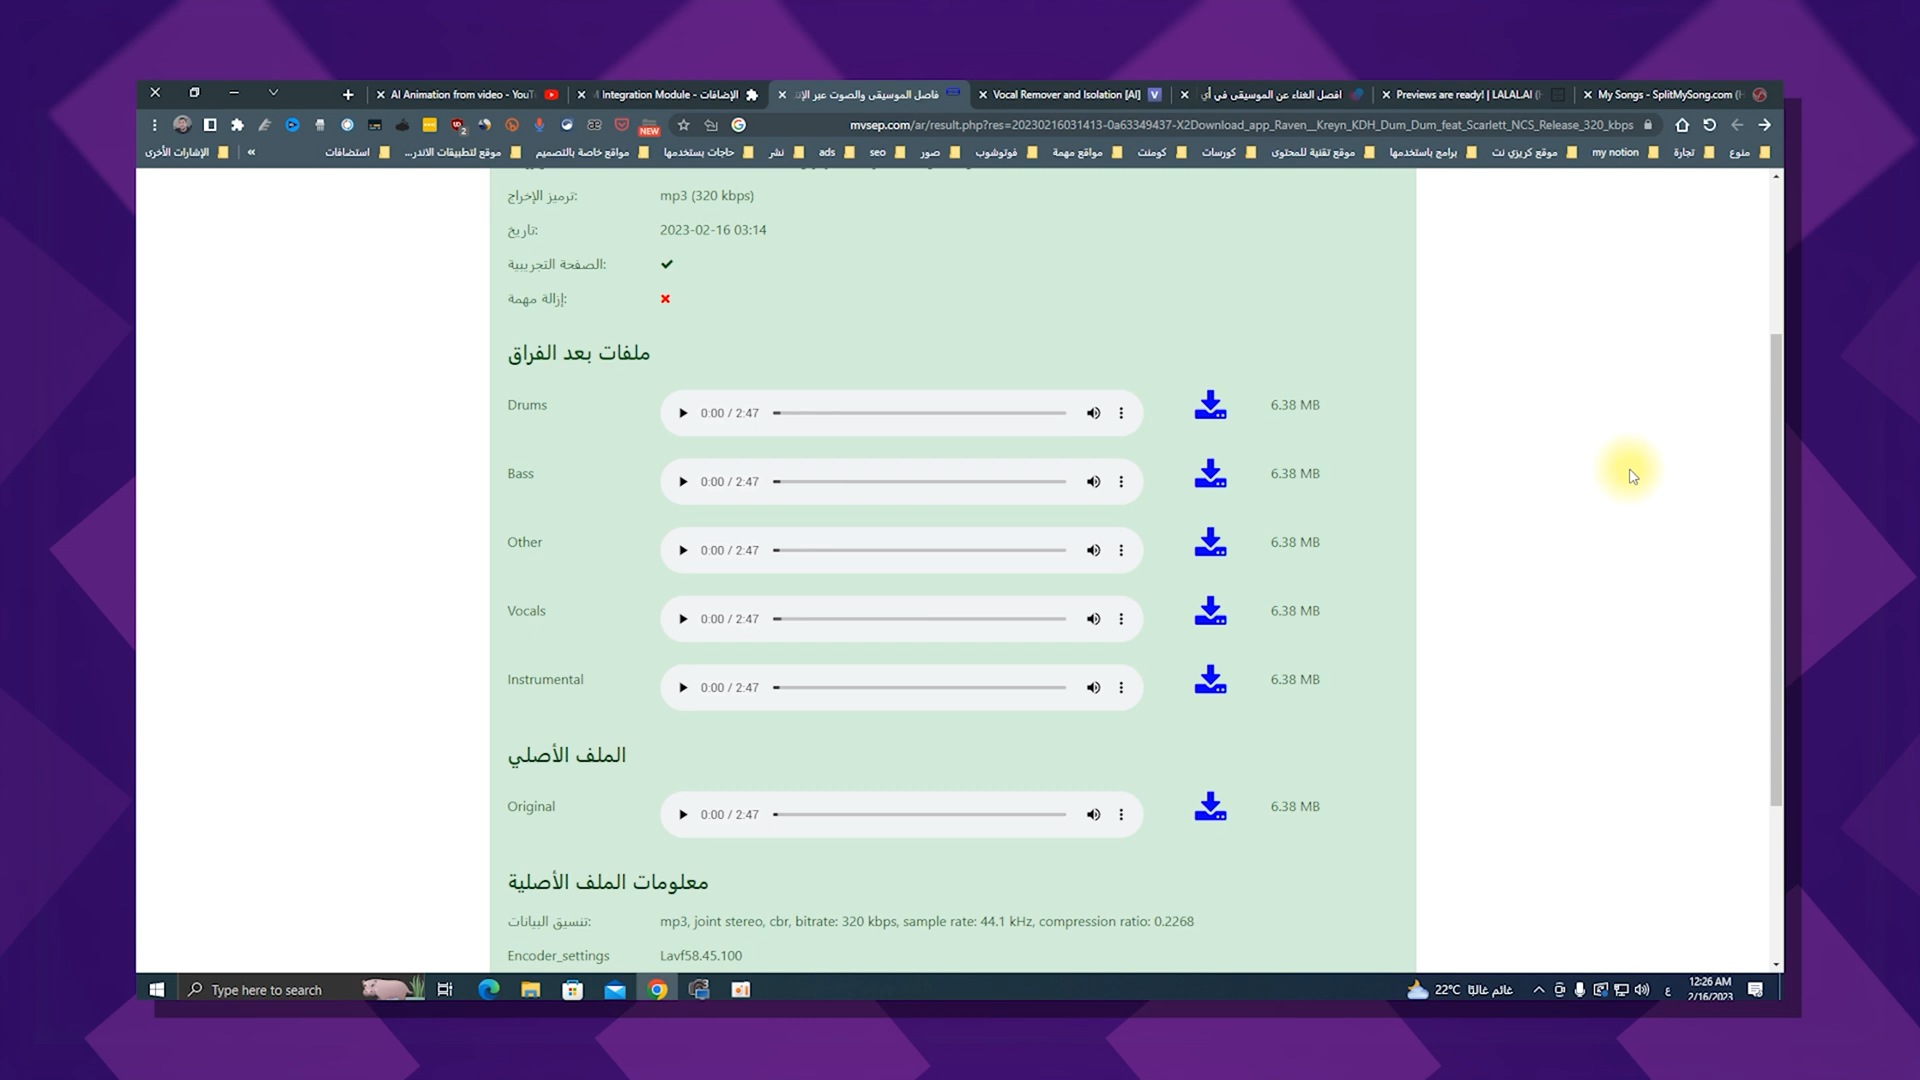 AI Animation from video - YouT
Integration Module - الإضافات
فاصل الموسيقى والصوت عبر الإن
Vocal Remover and Isolation [AI]
افصل الغناء عن الموسيقى في أي
Previews are ready! | LALAL.AI (
My Songs - SplitMySong.com (
NEW
mvsep.com/ar/result.php?res=20230216031413-0a63349437-X2Download_app_Raven__Kreyn_KDH_Dum_Dum_feat_Scarlett_NCS_Release_320_kbps
الإشارات الأخرى
»
استضافات
موقع لتطبيقات الاندر...
مواقع خاصة بالتصميم
حاجات بستخدمها
نشر
ads
seo
صور
فوتوشوب
مواقع مهمة
كومنت
كورسات
موقع تقنية للمحتوى
برامج باستخدمها
موقع كريزي نت
my notion
تجارة
منوع
ترميز الإخراج: mp3 (320 kbps)
تاريخ: 2023-02-16 03:14
الصفحة التجريبية:
إزالة مهمة:
ملفات بعد الفراق
Drums 0:00 / 2:47 6.38 MB
Bass 0:00 / 2:47 6.38 MB
Other 0:00 / 2:47 6.38 MB
Vocals 0:00 / 2:47 6.38 MB
Instrumental 0:00 / 2:47 6.38 MB
الملف الأصلي
Original 0:00 / 2:47 6.38 MB
معلومات الملف الأصلية
تنسيق البيانات: mp3, joint stereo, cbr, bitrate: 320 kbps, sample rate: 44.1 kHz, compression ratio: 0.2268
Encoder_settings Lavf58.45.100
Type here to search
22°C غائم غالبًا
ع
12:26 AM
2/16/2023